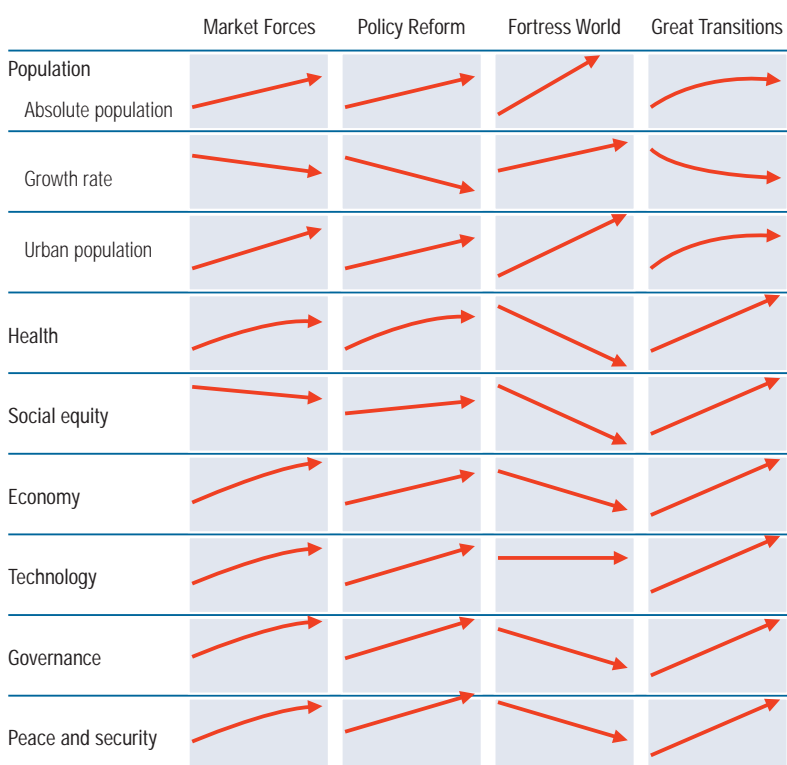 Market Forces Policy Reform Fortress World Great Transitions
Population
Absolute population
Growth rate
Urban population
Health
Social equity
Economy
Technology
Governance
Peace and security